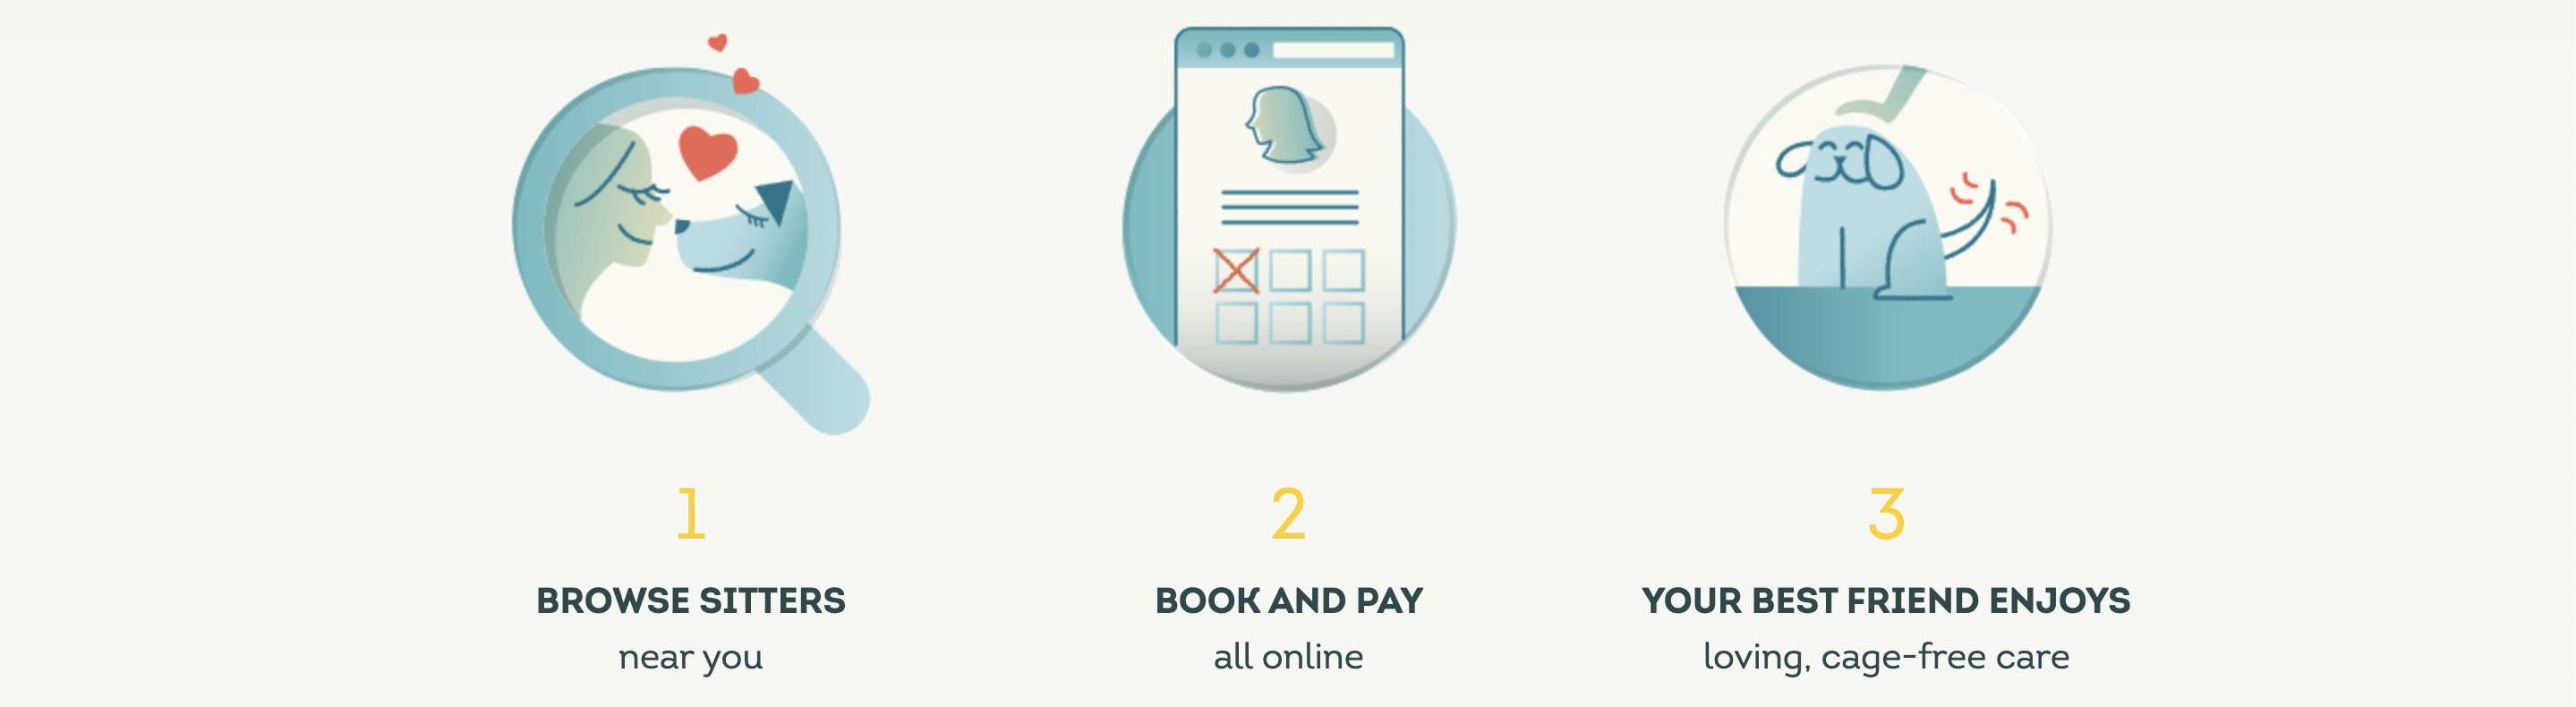 1
BROWSE SITTERS
near you
2
BOOK AND PAY
all online
3
YOUR BEST FRIEND ENJOYS
loving, cage-free care